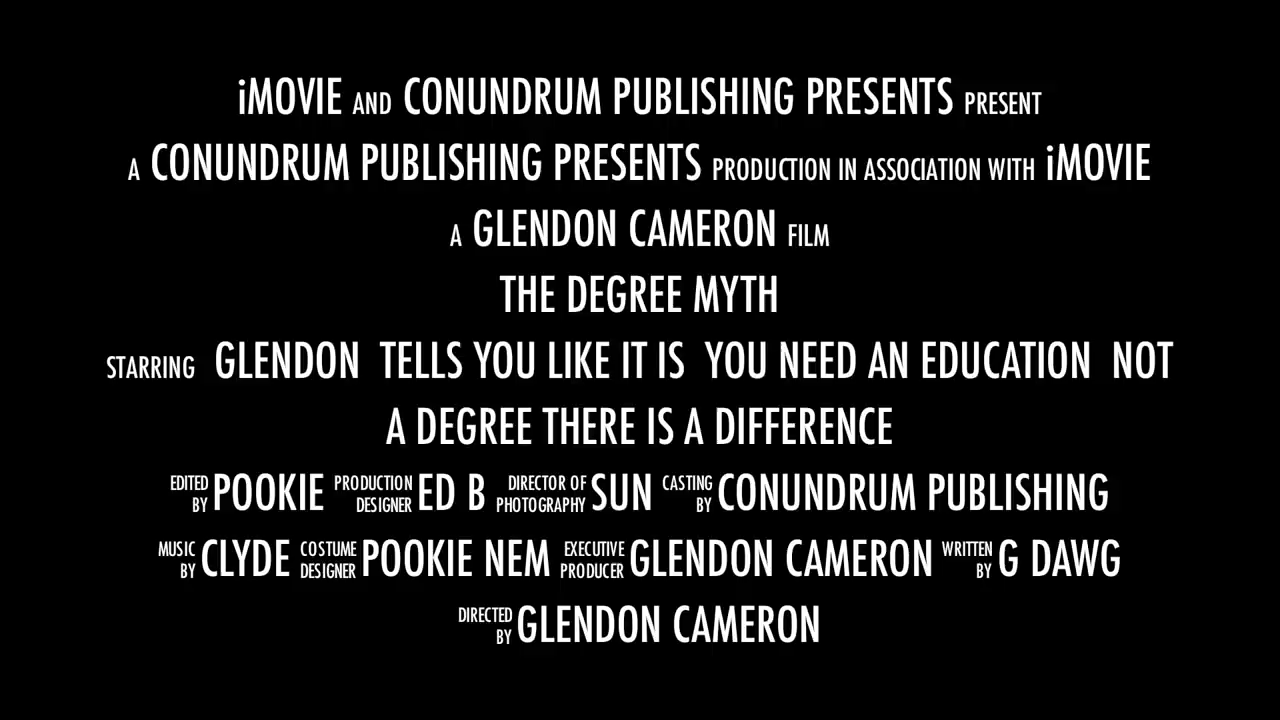 iMOVIE AND CONUNDRUM PUBLISHING PRESENTS PRESENT
A CONUNDRUM PUBLISHING PRESENTS PRODUCTION IN ASSOCIATION WITH iMOVIE
A GLENDON CAMERON FILM
THE DEGREE MYTH
STARRING GLENDON TELLS YOU LIKE IT IS YOU NEED AN EDUCATION NOT
A DEGREE THERE IS A DIFFERENCE
EDITED BY POOKIE PRODUCTION DESIGNER ED B DIRECTOR OF PHOTOGRAPHY SUN CASTING BY CONUNDRUM PUBLISHING
MUSIC BY CLYDE COSTUME DESIGNER POOKIE NEM EXECUTIVE PRODUCER GLENDON CAMERON WRITTEN BY G DAWG
DIRECTED BY GLENDON CAMERON